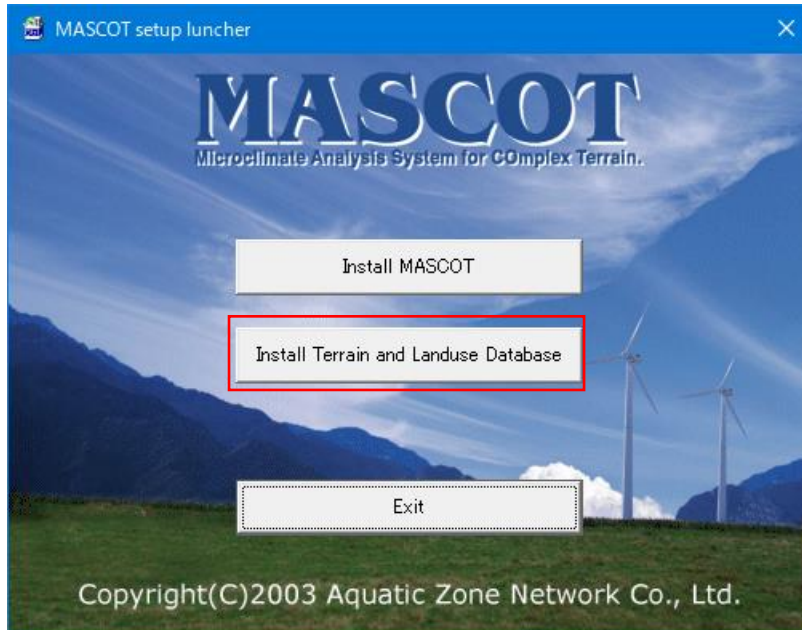 MASCOT setup luncher
MASCOT
Microclimate Analysis System for COmplex Terrain.
Install MASCOT
Install Terrain and Landuse Database
Exit
Copyright(C)2003 Aquatic Zone Network Co., Ltd.